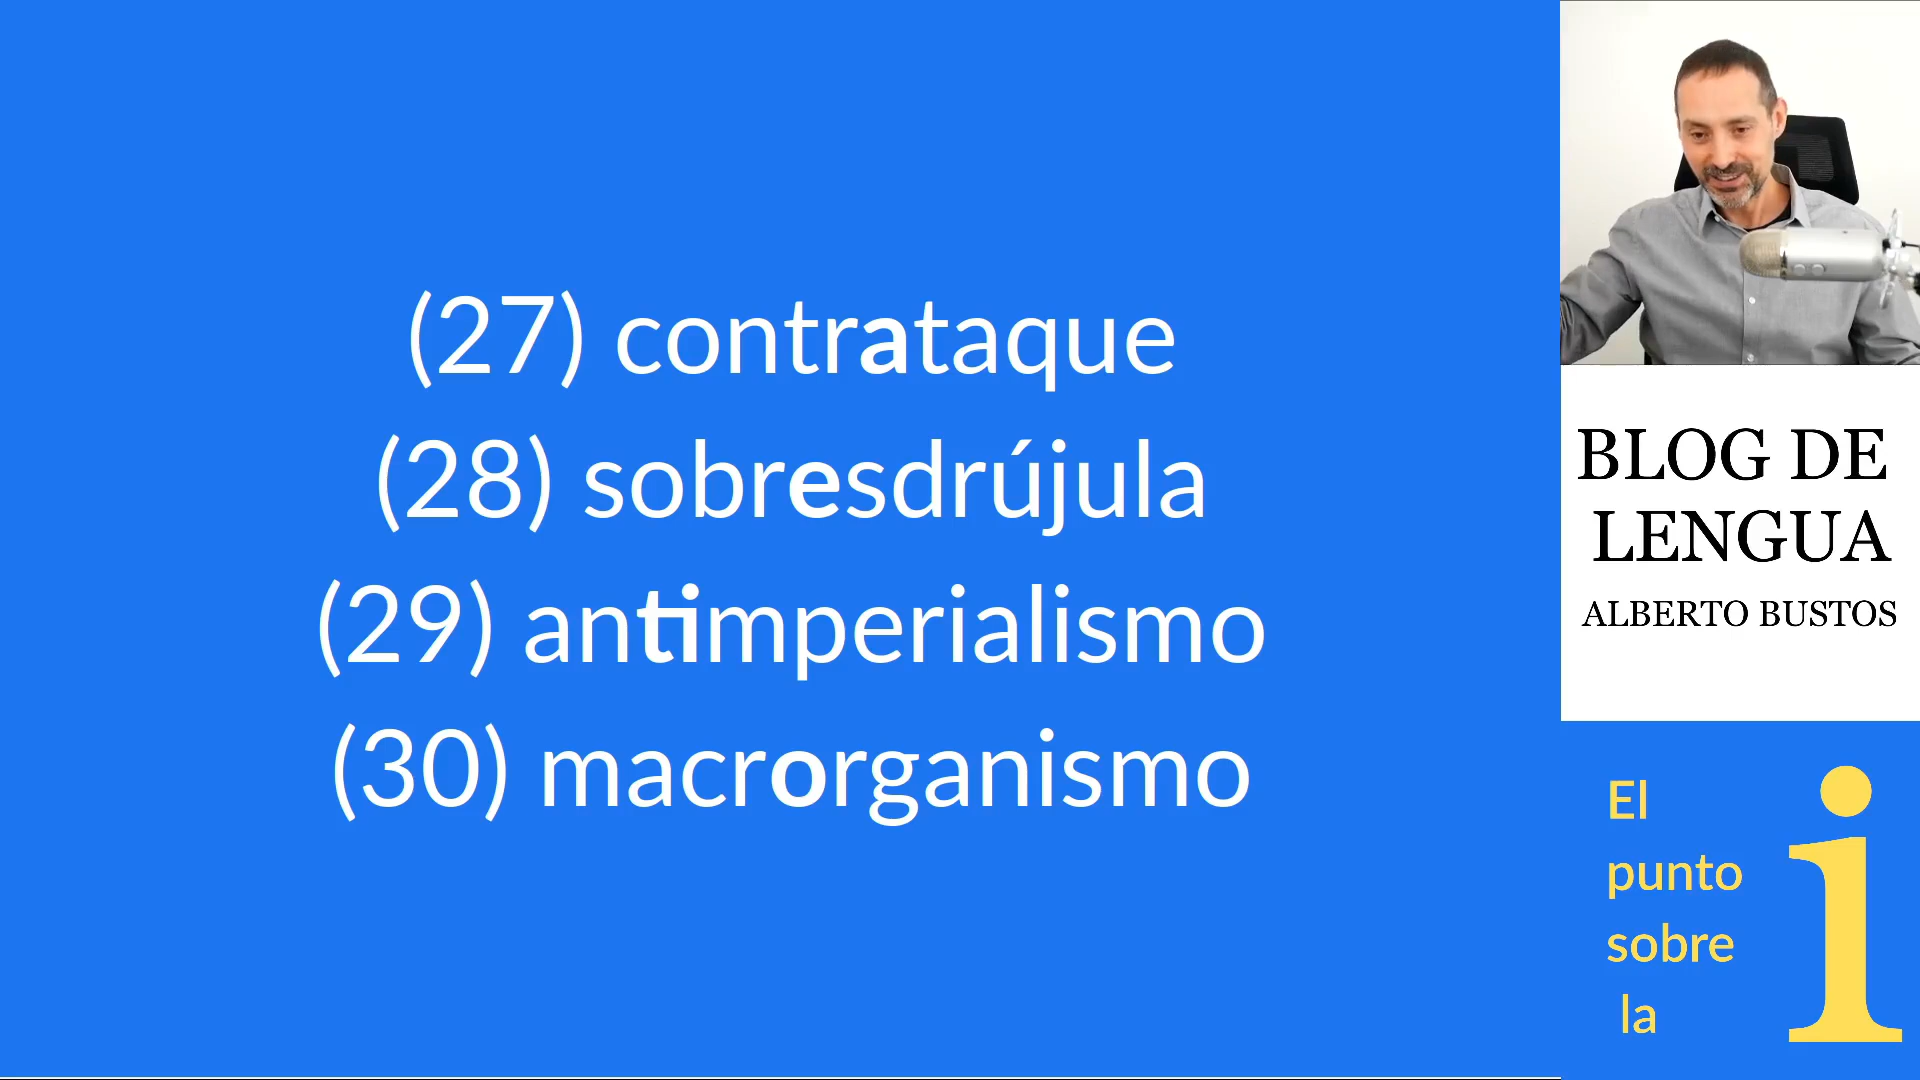 (27) contrataque
(28) sobresdrújula
(29) antimperialismo
(30) macrorganismo
BLOG DE
LENGUA
ALBERTO BUSTOS
El
punto
sobre
la
i